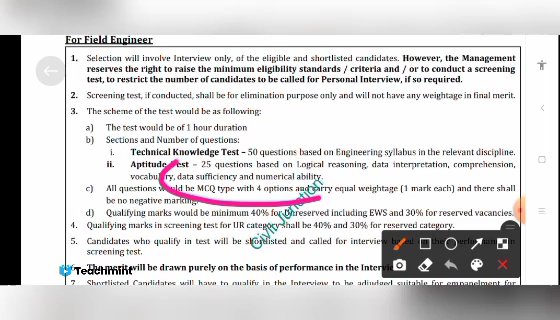 For Field Engineer
1. Selection will involve Interview only, of the eligible and shortlisted candidates. However, the Management
reserves the right to raise the minimum eligibility standards / criteria and / or to conduct a screening
test, to restrict the number of candidates to be called for Personal Interview, if so required.
2. Screening test, if conducted, shall be for elimination purpose only and will not have any weightage in final merit.
3. The scheme of the test would be as following:
a) The test would be of 1 hour duration
b) Sections and Number of questions:
i. Technical Knowledge Test – 50 questions based on Engineering syllabus in the relevant discipline.
ii. Aptitude Test – 25 questions based on Logical reasoning, data interpretation, comprehension,
vocabulary, data sufficiency and numerical ability.
c) All questions would be MCQ type with 4 options and carry equal weightage (1 mark each) and there shall
be no negative marking.
d) Qualifying marks would be minimum 40% for Unreserved including EWS and 30% for reserved vacancies.
4. Qualifying marks in screening test for UR category shall be 40% and 30% for reserved category.
5. Candidates who qualify in test will be shortlisted and called for interview
screening test.
6. The merit will be drawn purely on the basis of performance in the
7. Shortlisted Candidates will have to qualify in the Interview to be adjudged suitable for empanelment for
Civil Junction
Teachmint